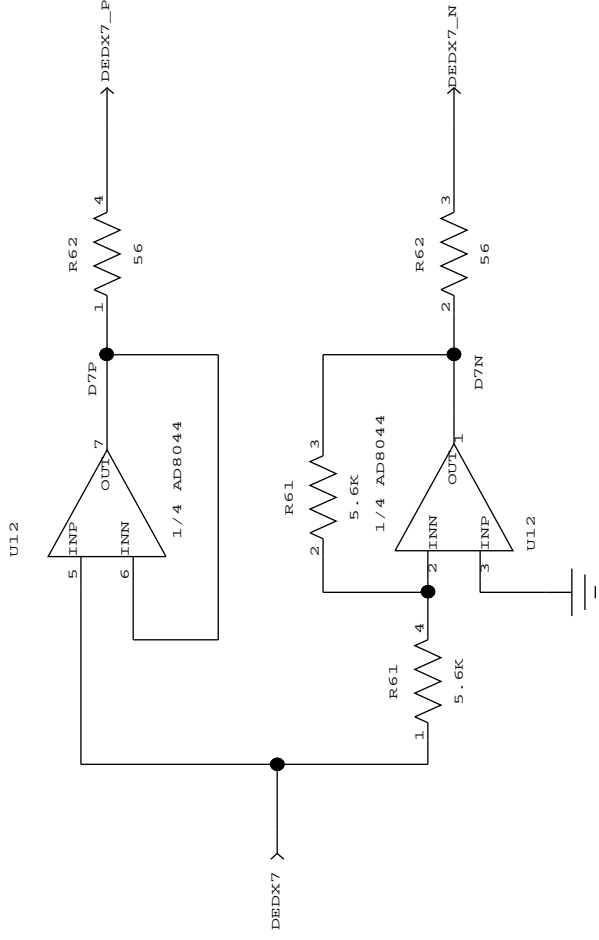 DEDX7_P
DEDX7_N
4
3
R62
56
R62
56
1
2
D7P
D7N
7
OUT
1/4 AD8044
U12
INP
INN
5
6
3
R61
5.6K
2
1/4 AD8044
1
OUT
INN
INP
U12
2
3
4
R61
5.6K
1
DEDX7